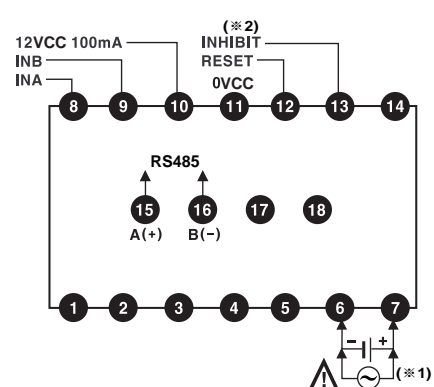 (※2)
12VCC 100mA INHIBIT
INB RESET
INA 0VCC
8 9 10 11 12 13 14
RS485
15 16 17 18
A(+) B(-)
1 2 3 4 5 6 7
- +
(※1)